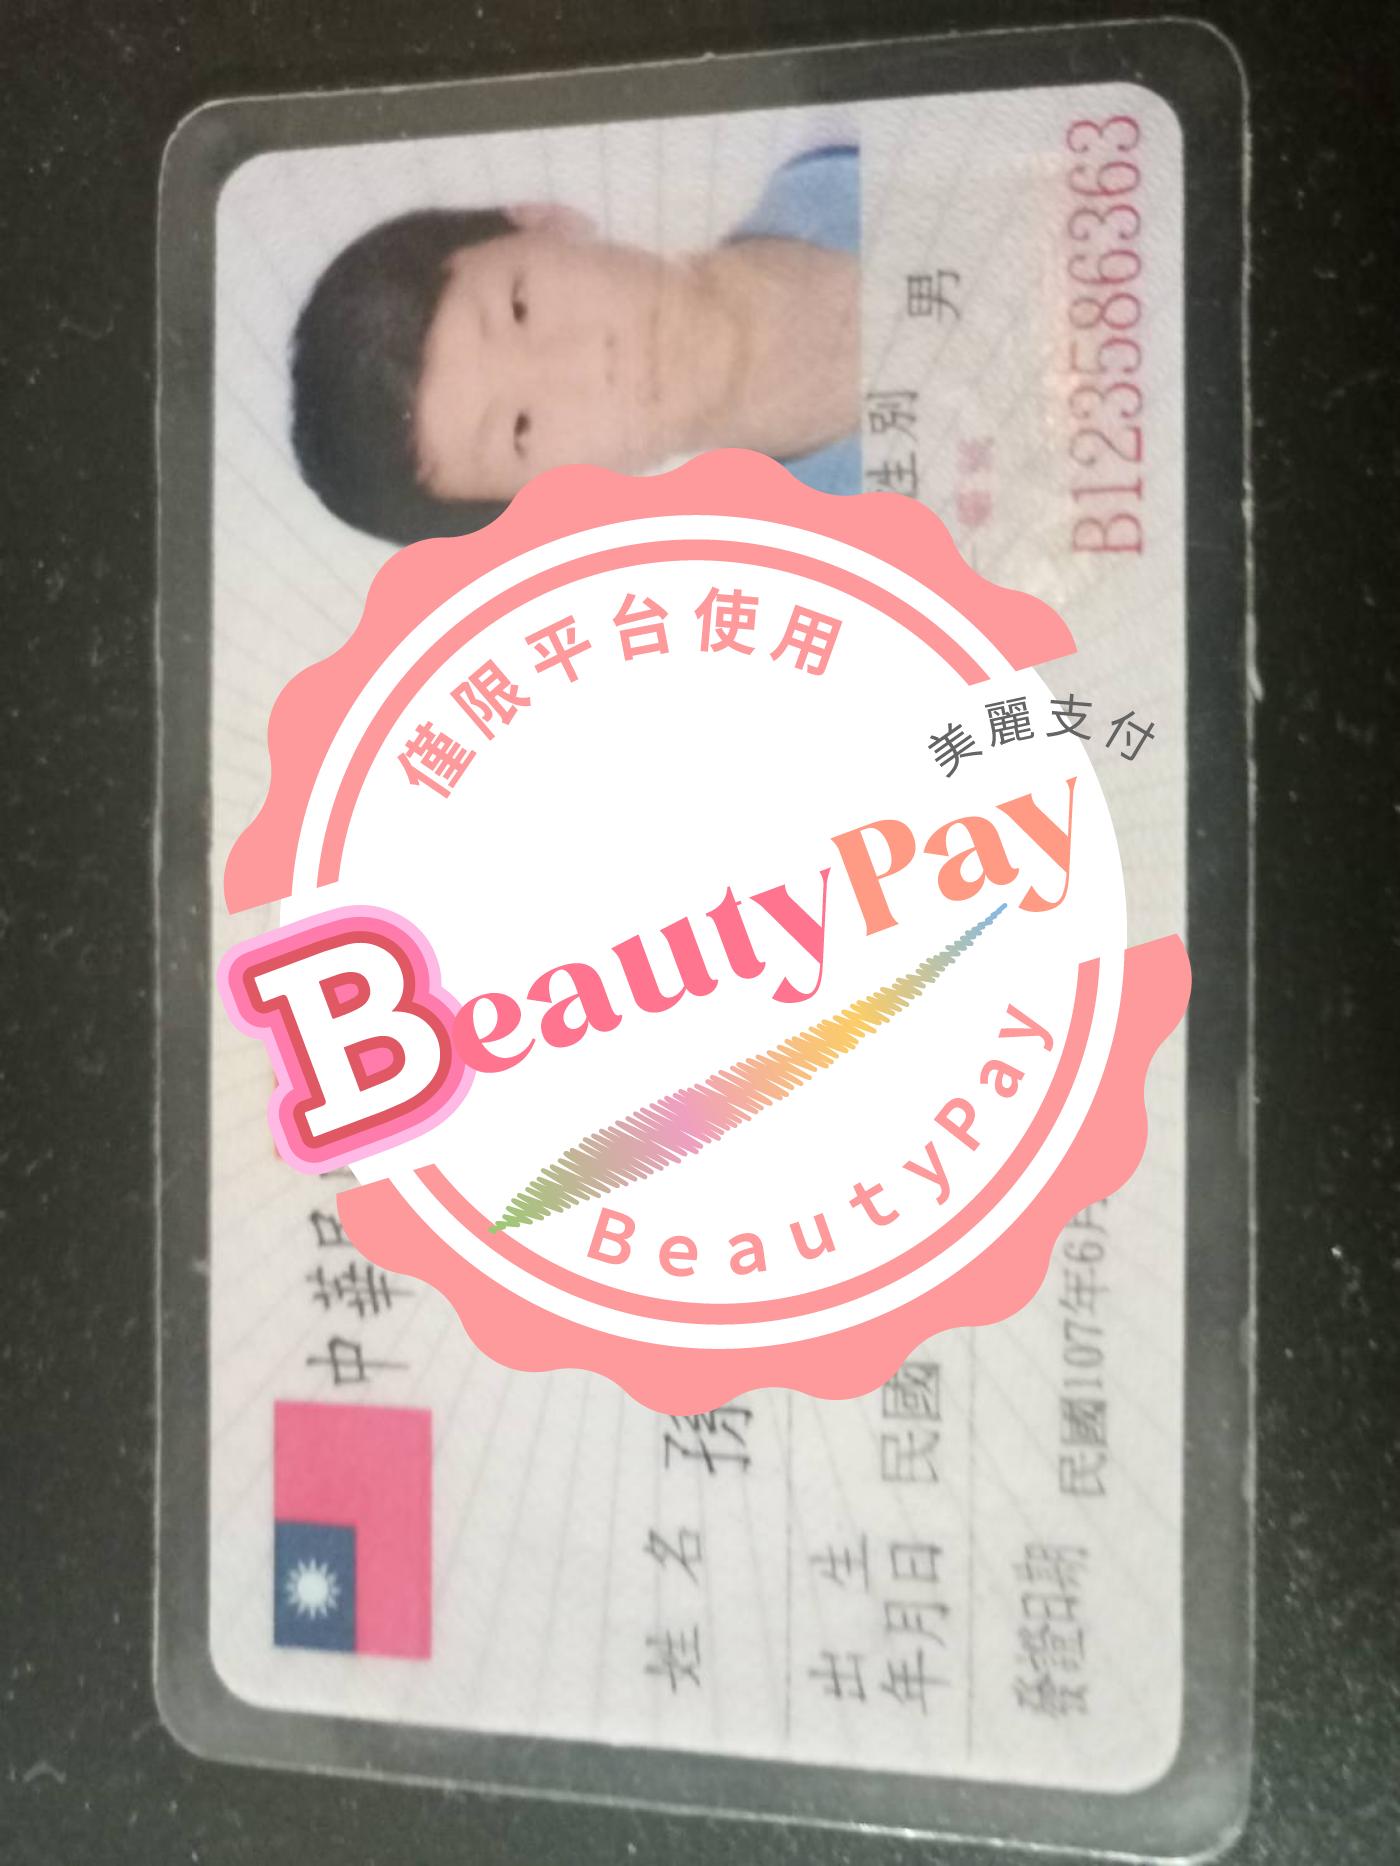 中華民
姓名 孫
出生年月日 民國
性別 男
發證日期 民國107年6月
B123586363
僅限平台使用
美麗支付
BeautyPay
BeautyPay